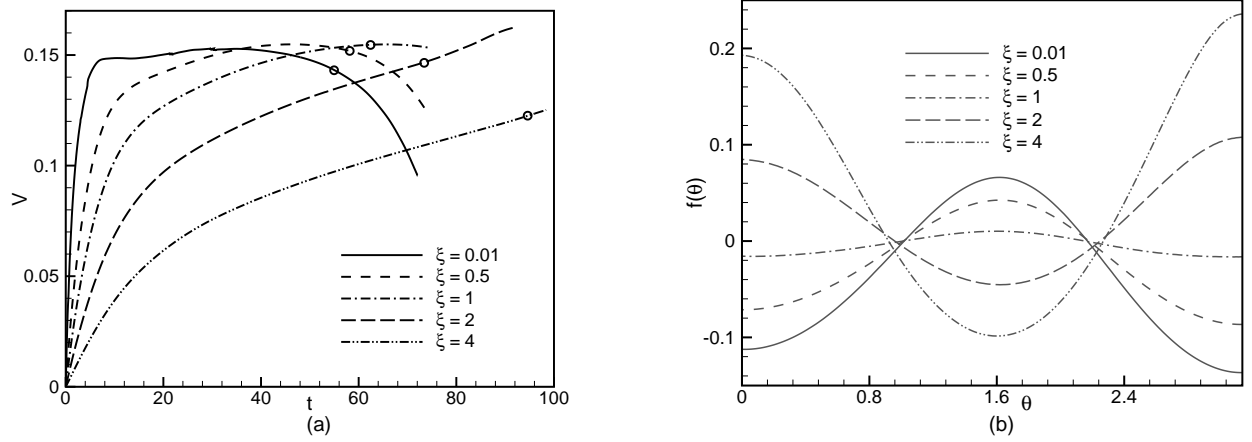 V
0.15
0.1
0.05
0
0 20 40 60 80 100
t
(a)
ξ = 0.01
ξ = 0.5
ξ = 1
ξ = 2
ξ = 4
f(θ)
0.2
0.1
0
-0.1
0 0.8 1.6 2.4
θ
(b)
ξ = 0.01
ξ = 0.5
ξ = 1
ξ = 2
ξ = 4